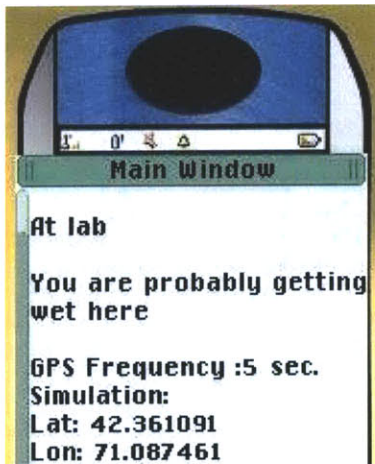 Main Window
At lab
You are probably getting
wet here
GPS Frequency :5 sec.
Simulation:
Lat: 42.361091
Lon: 71.087461